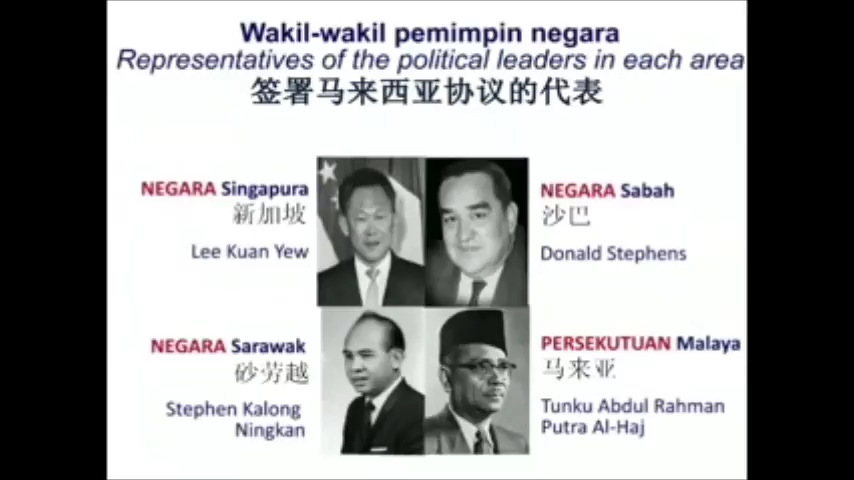 Wakil-wakil pemimpin negara
Representatives of the political leaders in each area
签署马来西亚协议的代表
NEGARA Singapura
新加坡
Lee Kuan Yew
NEGARA Sabah
沙巴
Donald Stephens
NEGARA Sarawak
砂劳越
Stephen Kalong
Ningkan
PERSEKUTUAN Malaya
马来亚
Tunku Abdul Rahman
Putra Al-Haj